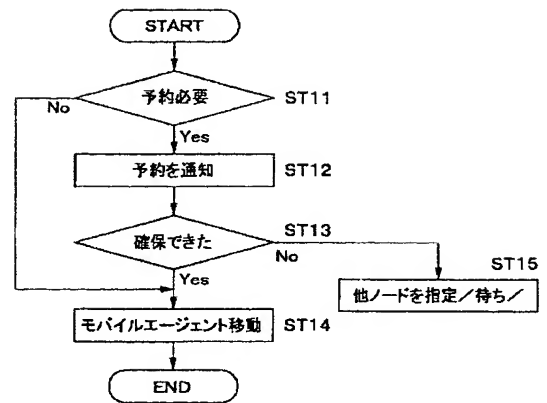 START
予約必要
ST11
No
Yes
予約を通知
ST12
確保できた
ST13
No
Yes
ST15
他ノードを指定/待ち/
モバイルエージェント移動
ST14
END